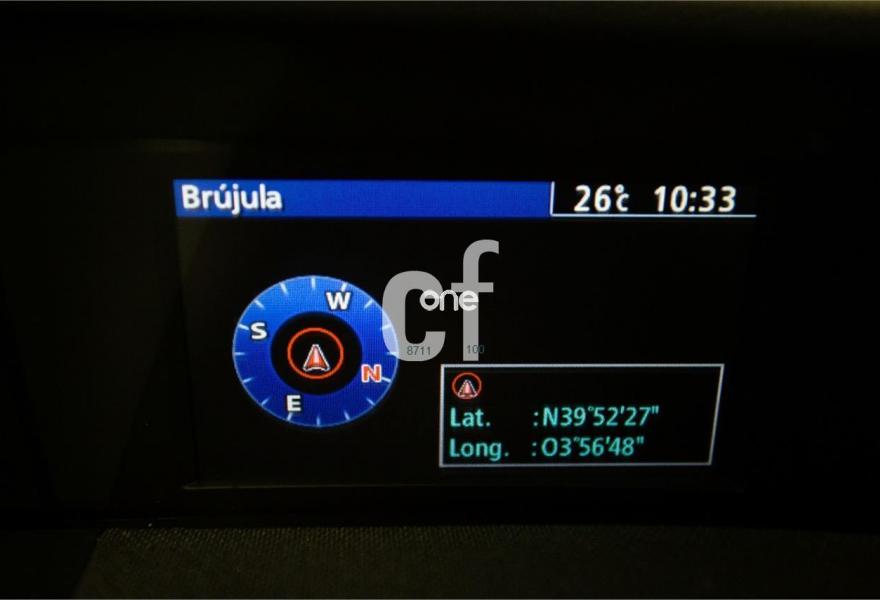 Brújula 26°C 10:33
W
S
N
E
cf
one
8711 100
Lat. :N39°52'27"
Long. :O3°56'48"